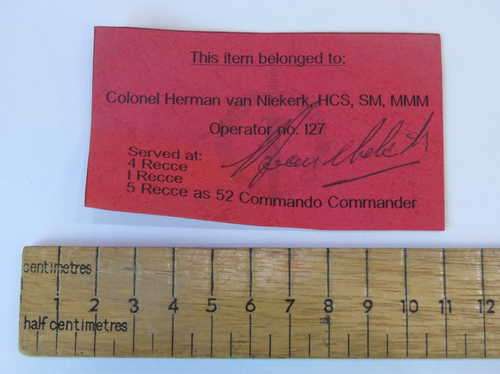 This item belonged to:
Colonel Herman van Niekerk, HCS, SM, MMM
Operator no. 127
Served at:
4 Recce
1 Recce
5 Recce as 52 Commando Commander
centimetres
1 2 3 4 5 6 7 8 9 10 11 12
half centimetres